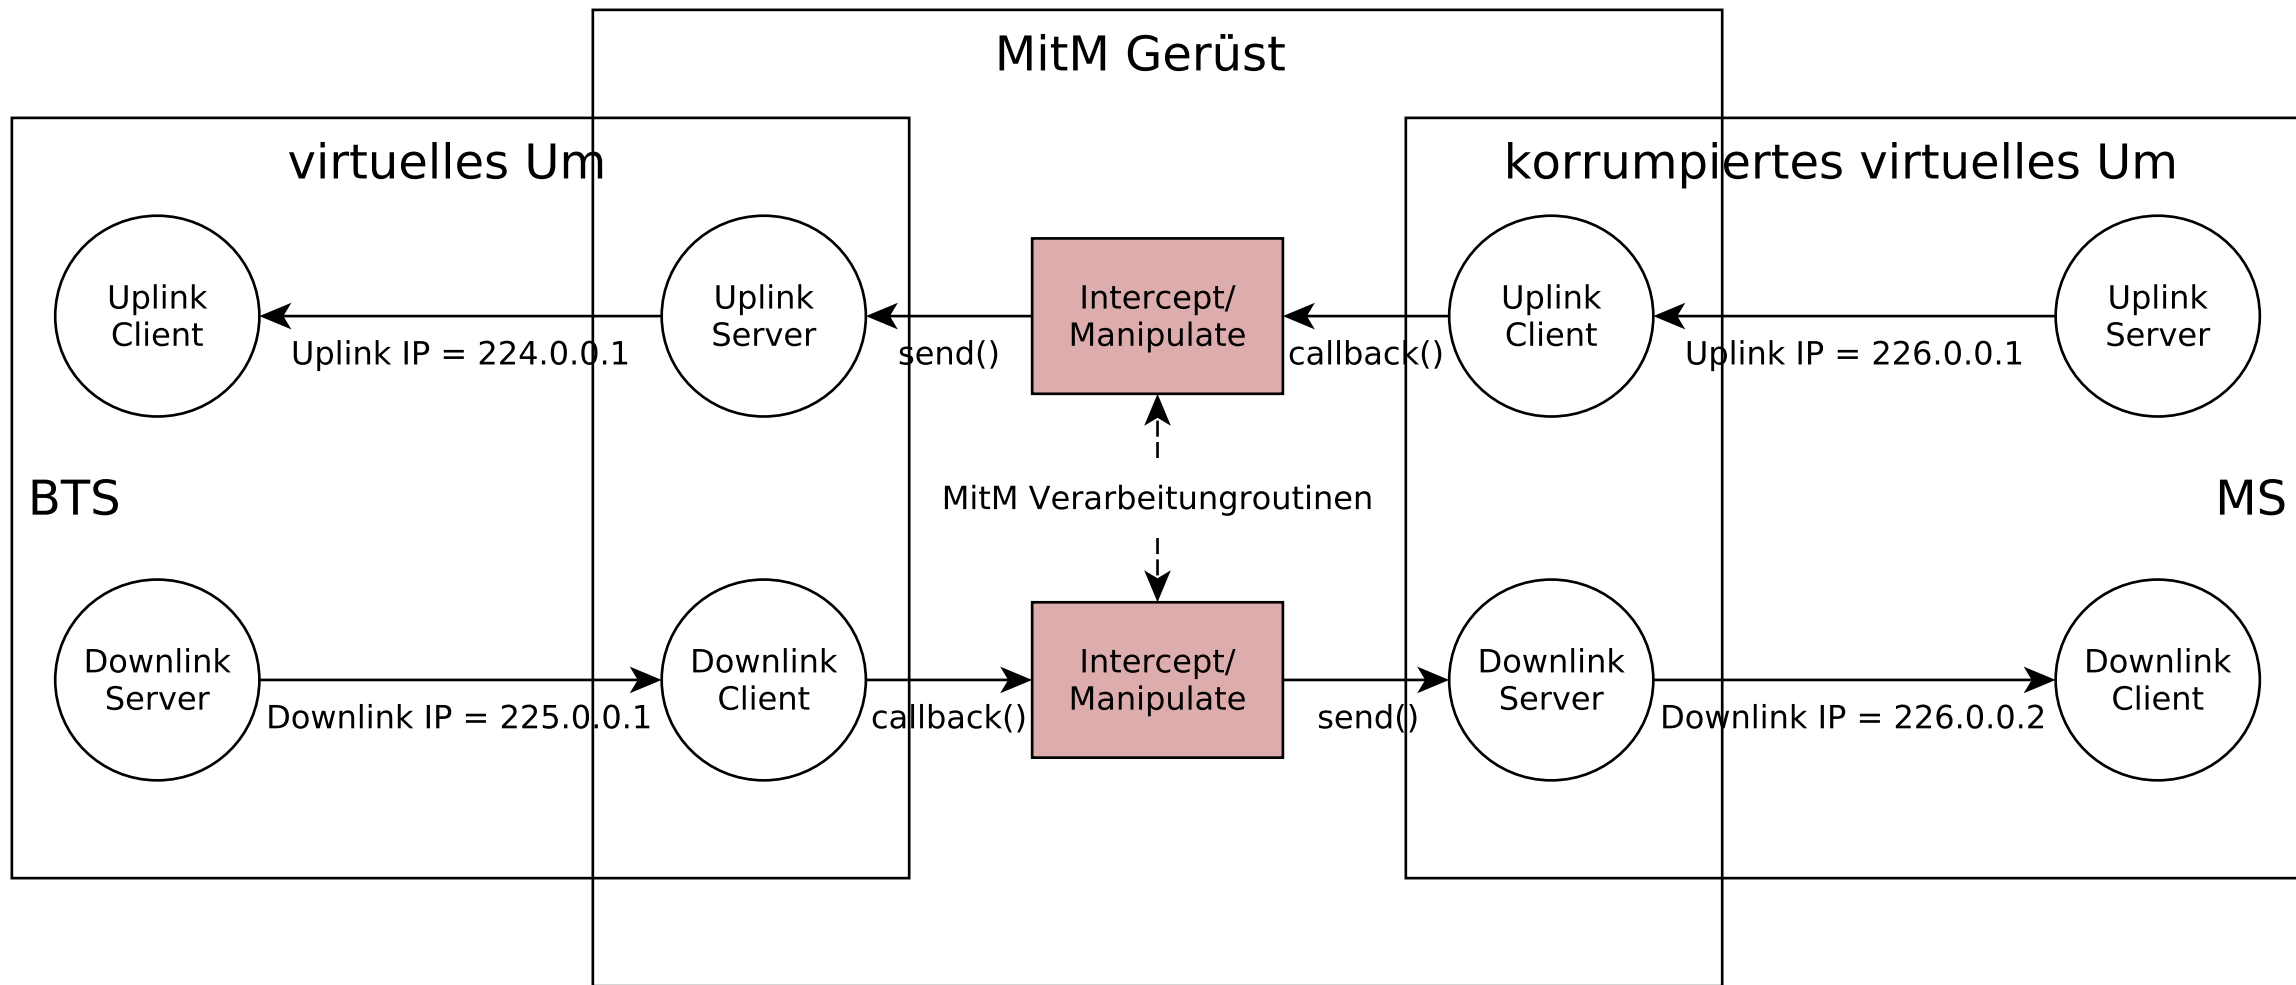 MitM Gerüst
virtuelles Um
korrumpiertes virtuelles Um
Uplink
Client
Uplink IP = 224.0.0.1
Uplink
Server
send()
Intercept/
Manipulate
callback()
Uplink
Client
Uplink IP = 226.0.0.1
Uplink
Server
BTS
MitM Verarbeitungroutinen
MS
Downlink
Server
Downlink IP = 225.0.0.1
Downlink
Client
callback()
Intercept/
Manipulate
send()
Downlink
Server
Downlink IP = 226.0.0.2
Downlink
Client